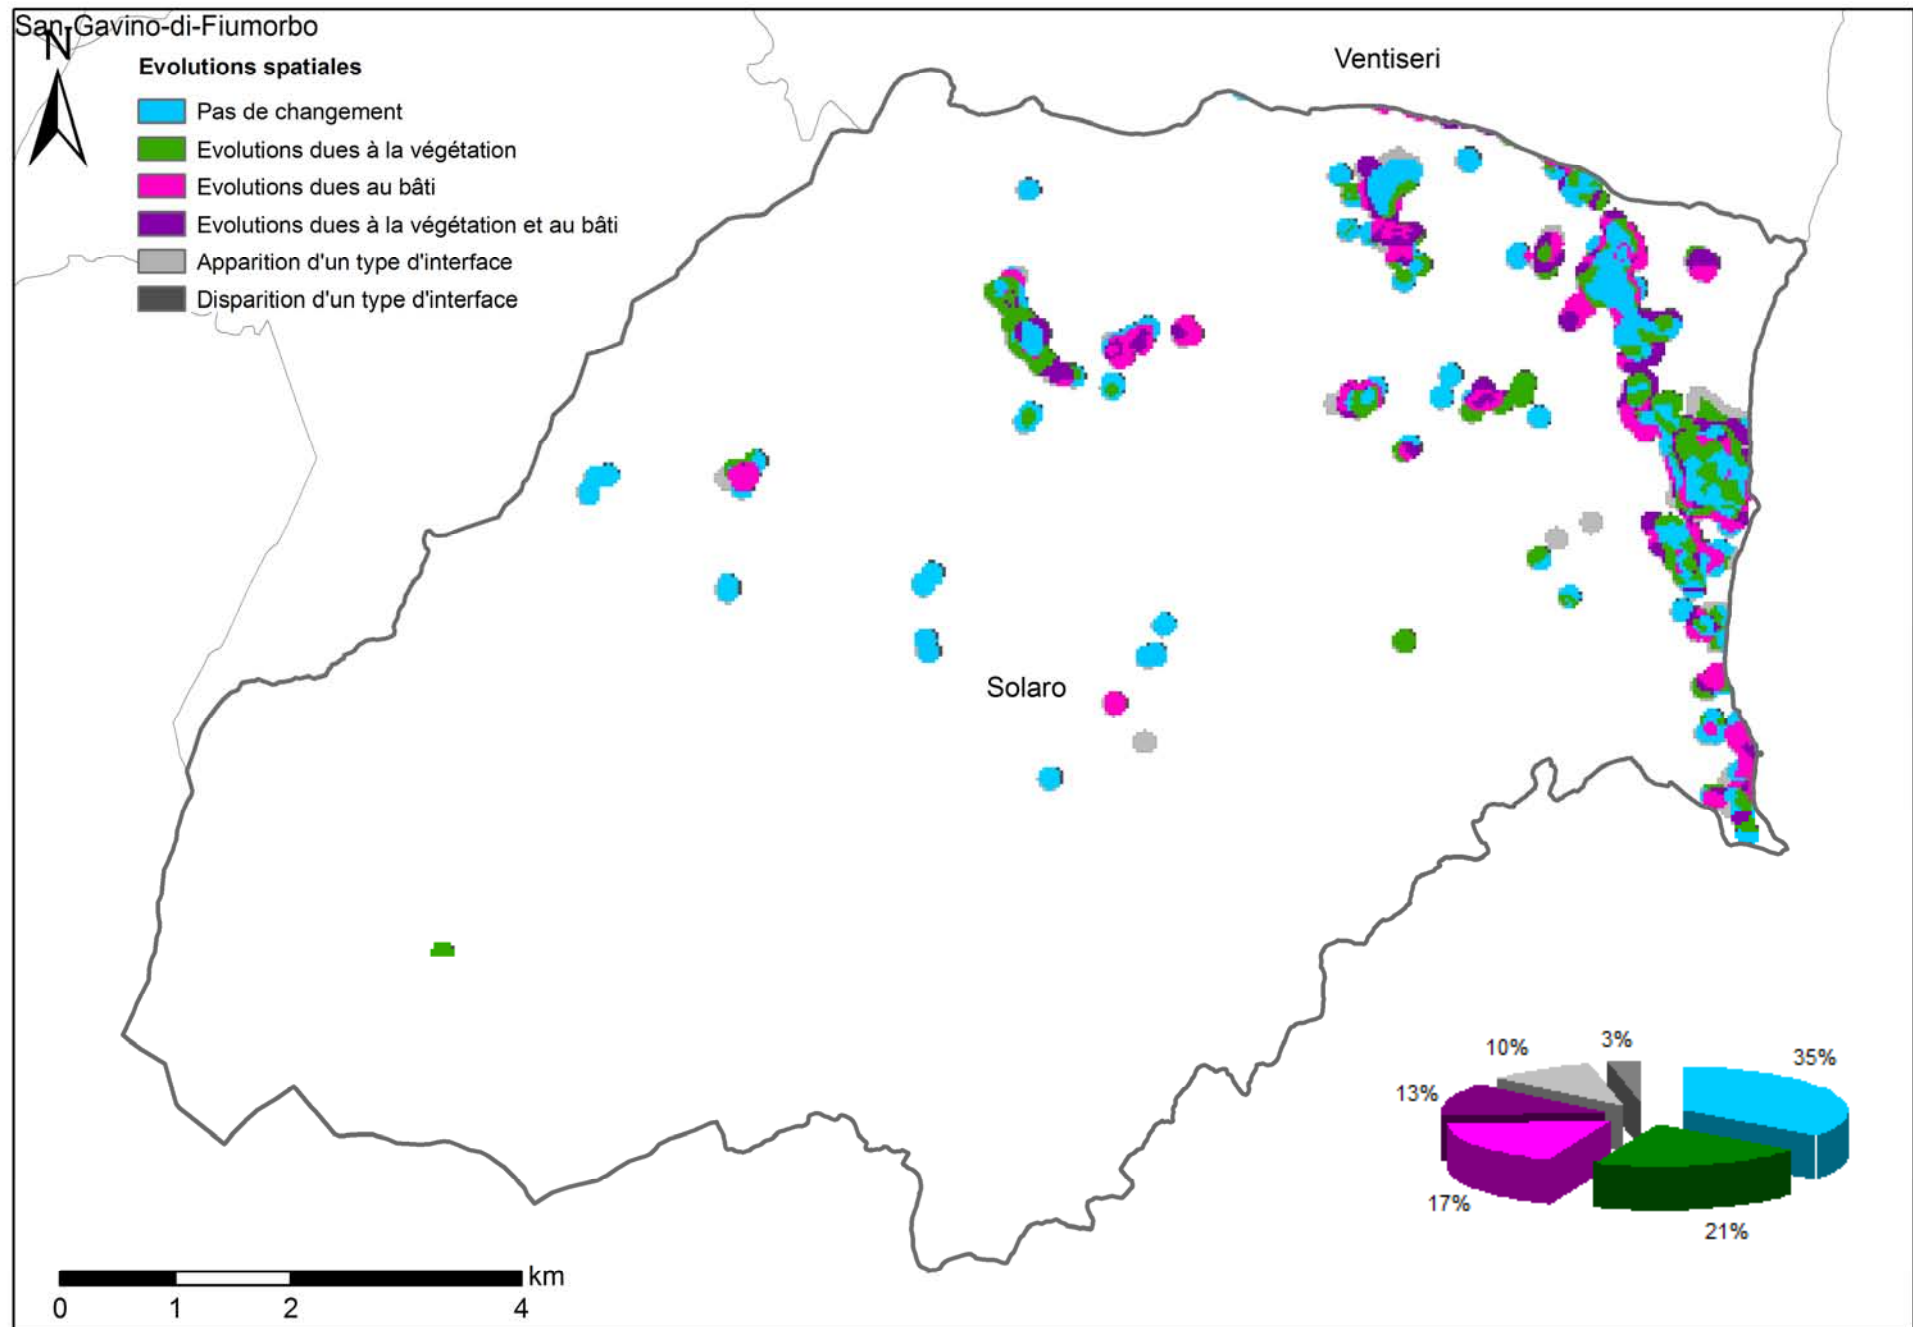 San-Gavino-di-Fiumorbo
N
Evolutions spatiales
Pas de changement
Evolutions dues à la végétation
Evolutions dues au bâti
Evolutions dues à la végétation et au bâti
Apparition d'un type d'interface
Disparition d'un type d'interface
Ventiseri
Solaro
3%
10%
35%
13%
17%
21%
km
0 1 2 4